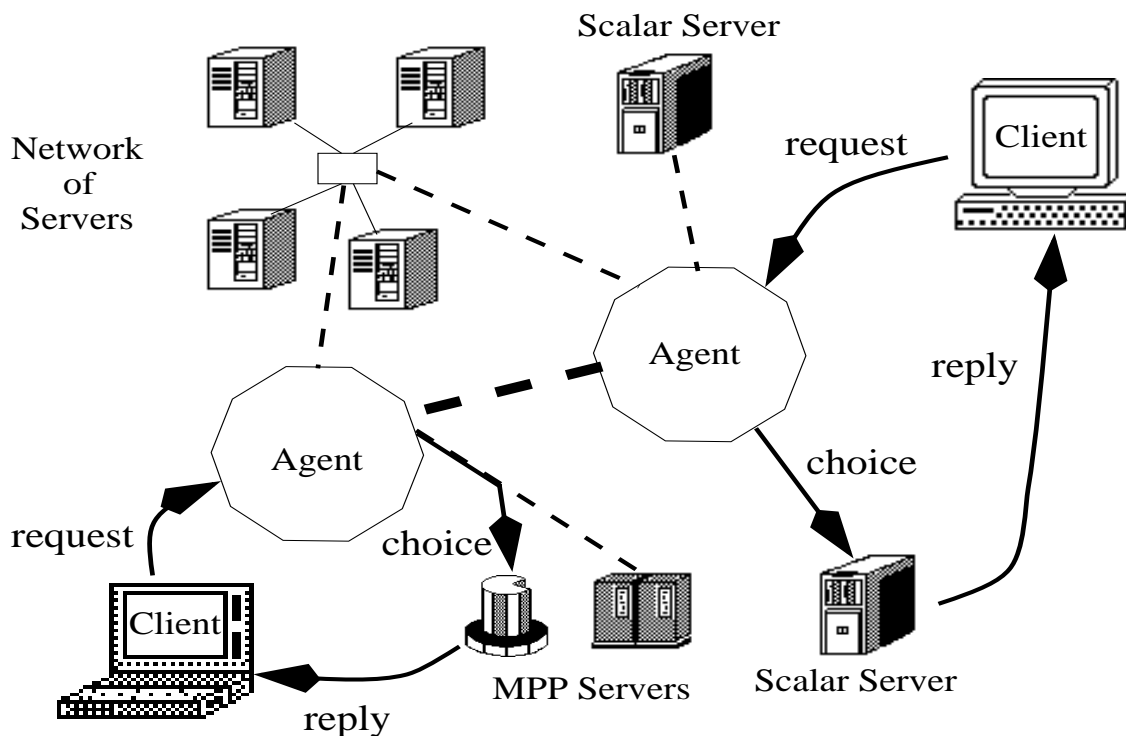 Scalar Server
Network
of
Servers
request
Client
Agent
reply
Agent
choice
request
choice
Client
MPP Servers
Scalar Server
reply